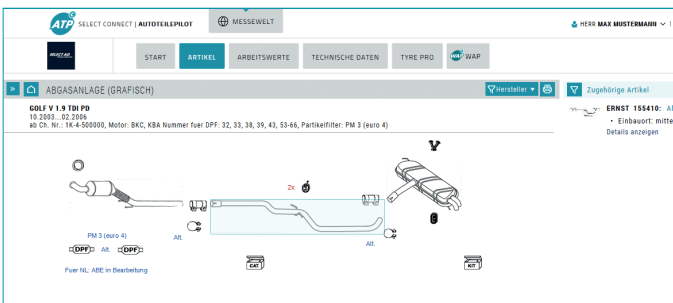 ATP SELECT CONNECT | AUTOTEILEPILOT MESSEWELT HERR MAX MUSTERMANN
SELECT AG START ARTIKEL ARBEITSWERTE TECHNISCHE DATEN TYRE PRO WAP WAP
» ABGASANLAGE (GRAFISCH) Hersteller Zugehörige Artikel
GOLF V 1.9 TDI PD
10.2003...02.2006
ab Ch. Nr.: 1K-4-500000, Motor: BKC, KBA Nummer fuer DPF: 32, 33, 38, 39, 43, 53-66, Partikelfilter: PM 3 (euro 4)
ERNST 155410: Al
• Einbauort: mitte
Details anzeigen
2x
PM 3 (euro 4) Alt.
DPF Alt. DPF
Alt.
Fuer NL: ABE in Bearbeitung
CAT KIT